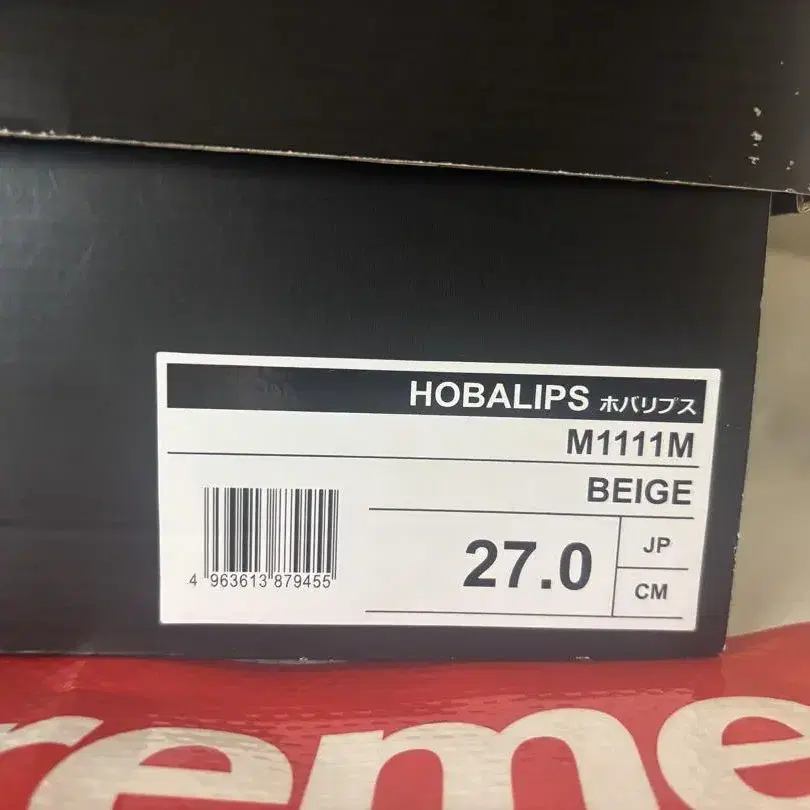 HOBALIPS ホバリプス
M1111M
BEIGE
27.0
JP
CM
4 963613 879455
reme